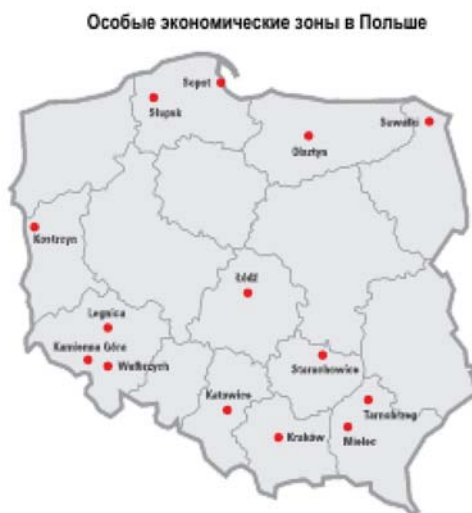 Особые экономические зоны в Польше
Sopot
Słupsk
Suwałki
Olsztyn
Kostrzyn
Łódź
Legnica
Kamienna Góra
Wałbrzych
Starachowice
Katowice
Tarnobrzeg
Kraków
Mielec